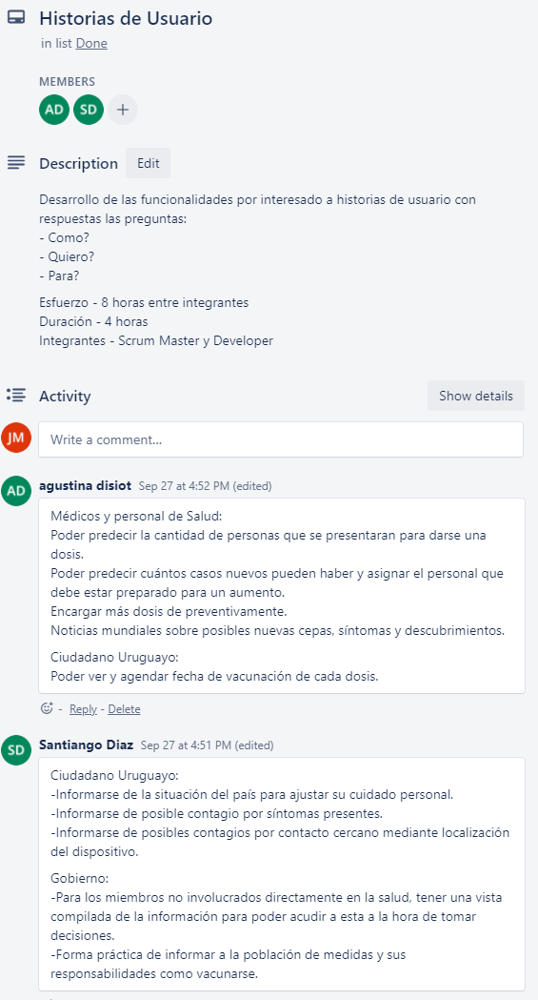 Historias de Usuario
in list Done
MEMBERS
AD SD +
Description Edit
Desarrollo de las funcionalidades por interesado a historias de usuario con
respuestas las preguntas:
- Como?
- Quiero?
- Para?
Esfuerzo - 8 horas entre integrantes
Duración - 4 horas
Integrantes - Scrum Master y Developer
Activity Show details
JM Write a comment...
AD agustina disiot Sep 27 at 4:52 PM (edited)
Médicos y personal de Salud:
Poder predecir la cantidad de personas que se presentaran para darse una
dosis.
Poder predecir cuántos casos nuevos pueden haber y asignar el personal que
debe estar preparado para un aumento.
Encargar más dosis de preventivamente.
Noticias mundiales sobre posibles nuevas cepas, síntomas y descubrimientos.
Ciudadano Uruguayo:
Poder ver y agendar fecha de vacunación de cada dosis.
- Reply - Delete
SD Santiango Diaz Sep 27 at 4:51 PM (edited)
Ciudadano Uruguayo:
-Informarse de la situación del país para ajustar su cuidado personal.
-Informarse de posible contagio por síntomas presentes.
-Informarse de posibles contagios por contacto cercano mediante localización
del dispositivo.
Gobierno:
-Para los miembros no involucrados directamente en la salud, tener una vista
compilada de la información para poder acudir a esta a la hora de tomar
decisiones.
-Forma práctica de informar a la población de medidas y sus
responsabilidades como vacunarse.